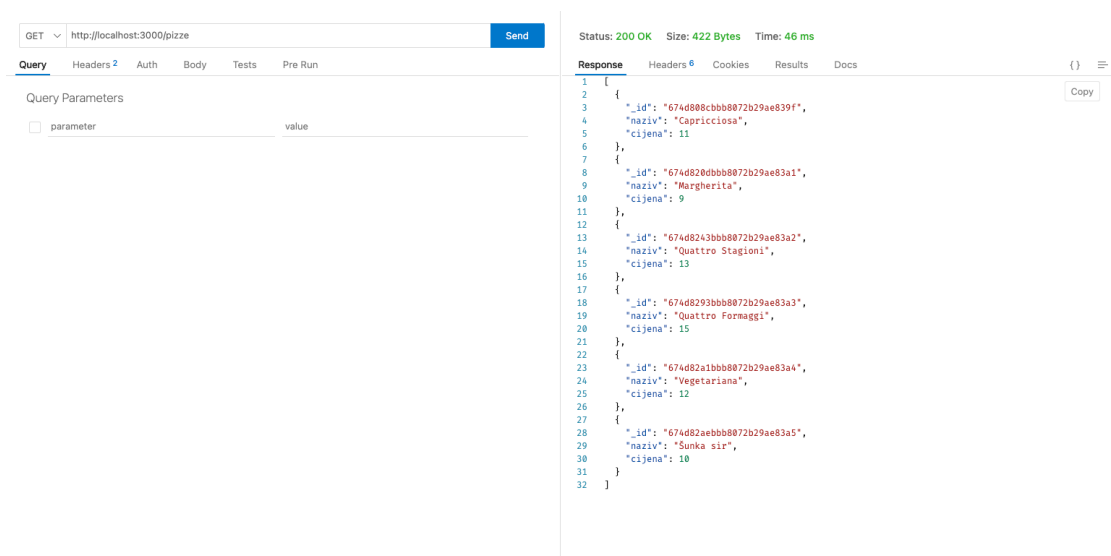 GET http://localhost:3000/pizze Send
Query Headers 2 Auth Body Tests Pre Run
Query Parameters
parameter value
Status: 200 OK Size: 422 Bytes Time: 46 ms
Response Headers 6 Cookies Results Docs { }
Copy
1 [
2 {
3 "_id": "674d808cbbb8072b29ae839f",
4 "naziv": "Capricciosa",
5 "cijena": 11
6 },
7 {
8 "_id": "674d820dbbb8072b29ae83a1",
9 "naziv": "Margherita",
10 "cijena": 9
11 },
12 {
13 "_id": "674d8243bbb8072b29ae83a2",
14 "naziv": "Quattro Stagioni",
15 "cijena": 13
16 },
17 {
18 "_id": "674d8293bbb8072b29ae83a3",
19 "naziv": "Quattro Formaggi",
20 "cijena": 15
21 },
22 {
23 "_id": "674d82a1bbb8072b29ae83a4",
24 "naziv": "Vegetariana",
25 "cijena": 12
26 },
27 {
28 "_id": "674d82aebbb8072b29ae83a5",
29 "naziv": "Šunka sir",
30 "cijena": 10
31 }
32 ]